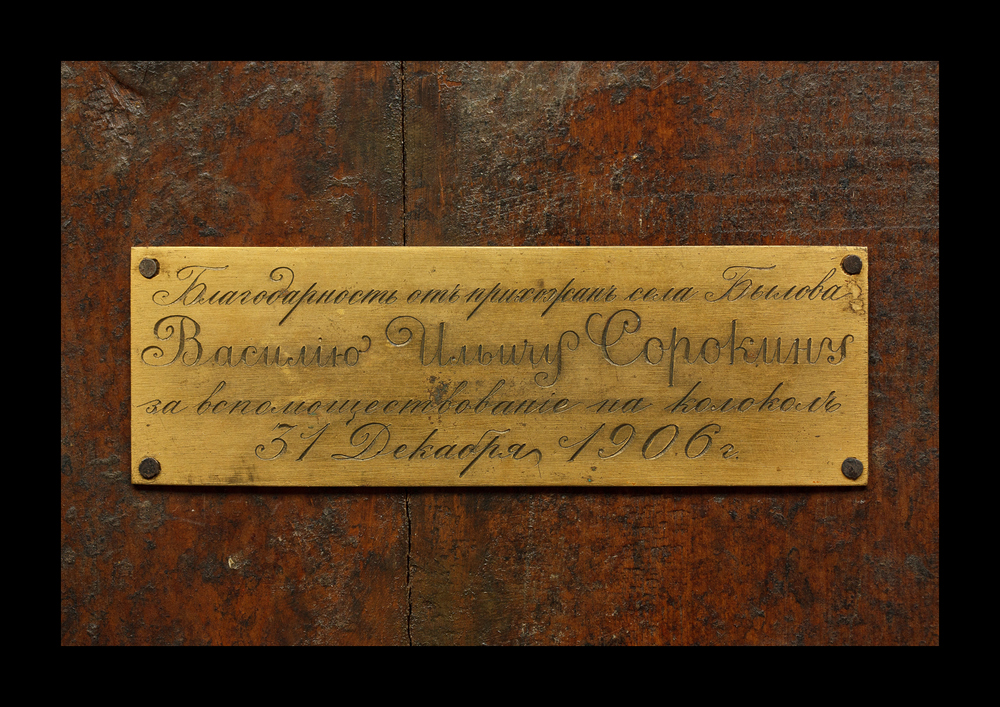 Благодарность отъ прихожанъ села Былова
Василію Ильичу Сорокину
за вспомоществованіе на колоколъ
31 Декабря 1906 г.